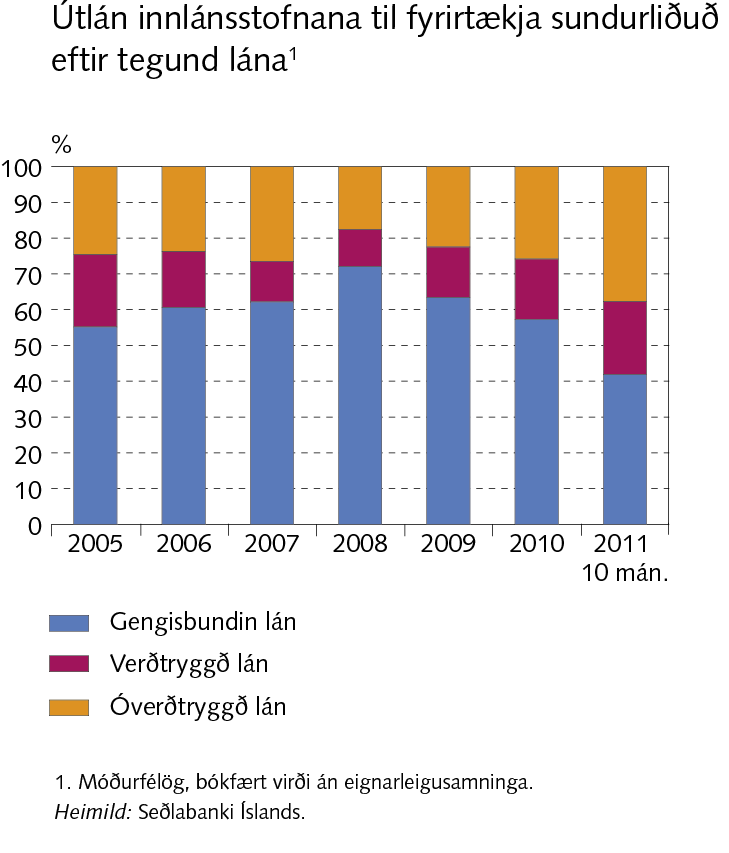 Útlán innlánsstofnana til fyrirtækja sundurliðuð
eftir tegund lána¹
%
100
90
80
70
60
50
40
30
20
10
0
2005 2006 2007 2008 2009 2010 2011
10 mán.
Gengisbundin lán
Verðtryggð lán
Óverðtryggð lán
1. Móðurfélög, bókfært virði án eignarleigusamninga.
Heimild: Seðlabanki Íslands.